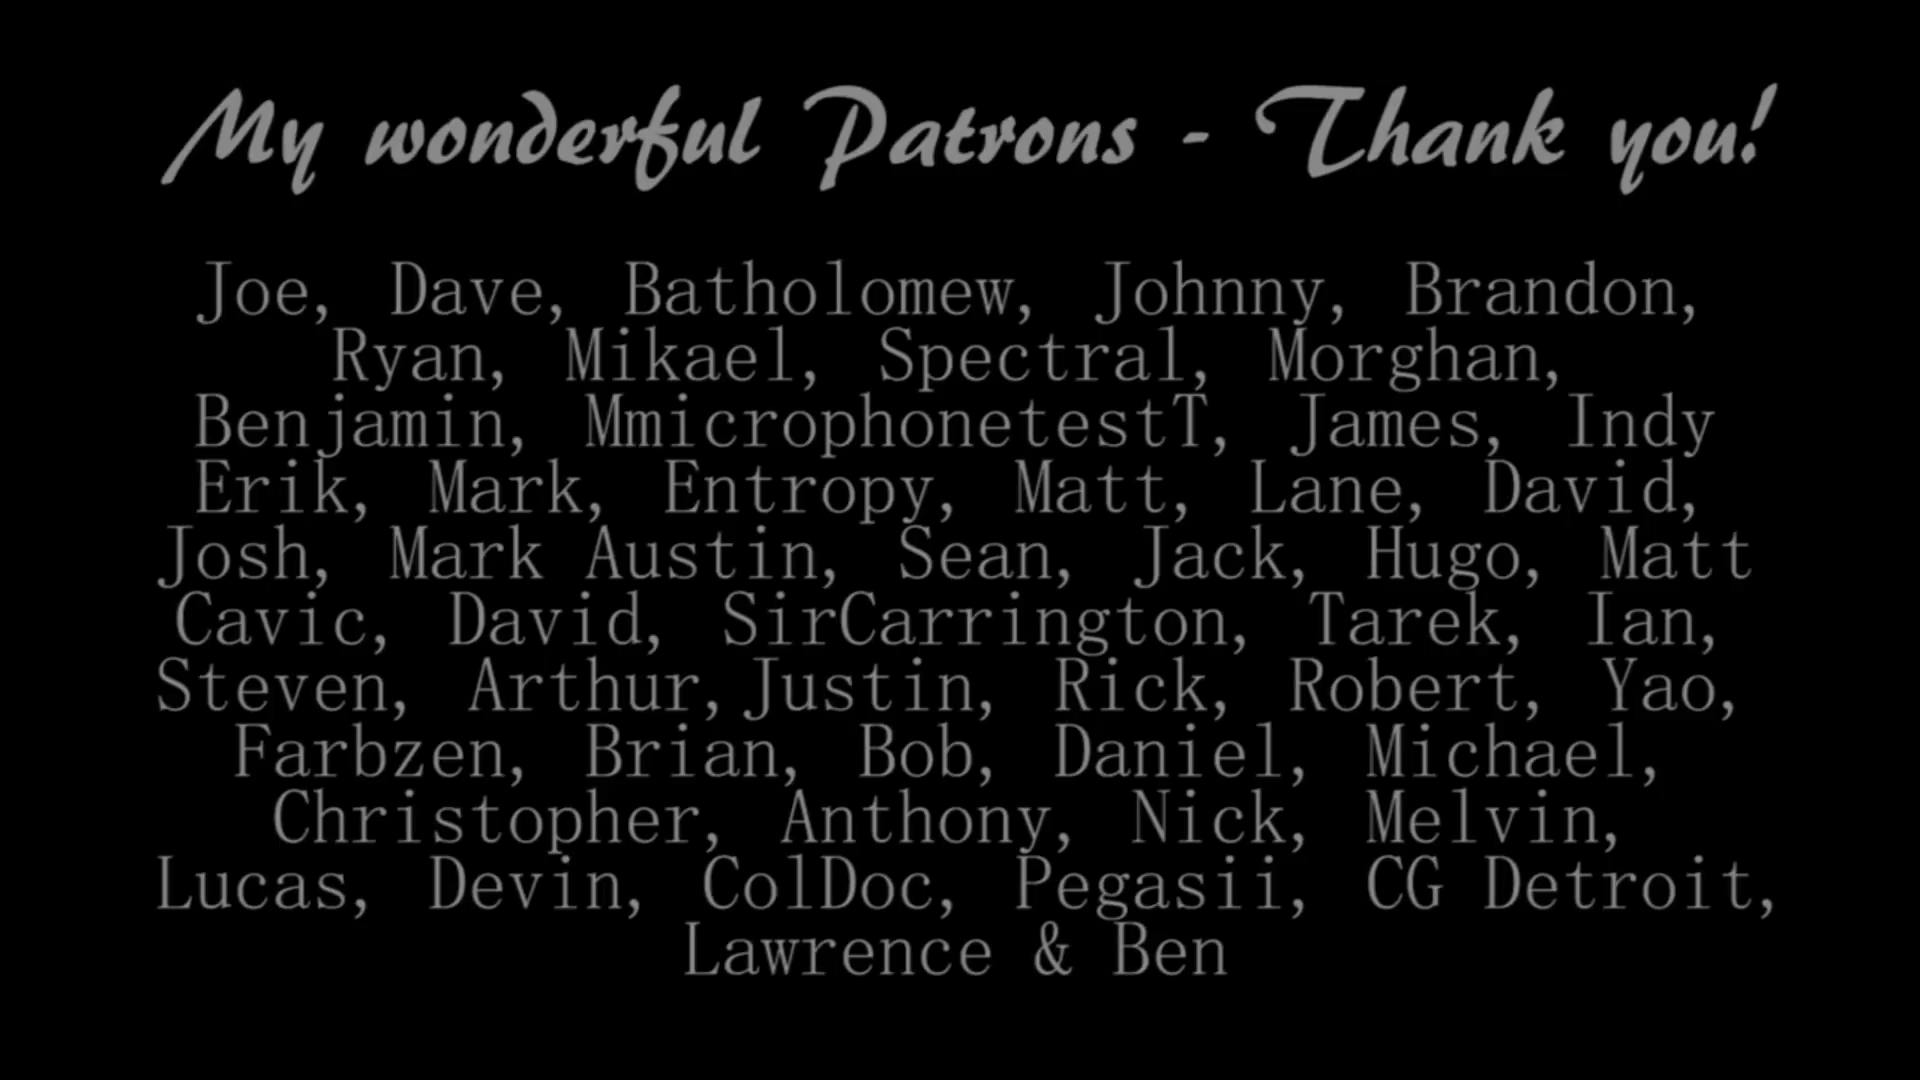 My wonderful Patrons - Thank you!
Joe, Dave, Batholomew, Johnny, Brandon,
Ryan, Mikael, Spectral, Morghan,
Benjamin, MmicrophonetestT, James, Indy
Erik, Mark, Entropy, Matt, Lane, David,
Josh, Mark Austin, Sean, Jack, Hugo, Matt
Cavic, David, SirCarrington, Tarek, Ian,
Steven, Arthur,Justin, Rick, Robert, Yao,
Farbzen, Brian, Bob, Daniel, Michael,
Christopher, Anthony, Nick, Melvin,
Lucas, Devin, ColDoc, Pegasii, CG Detroit,
Lawrence & Ben